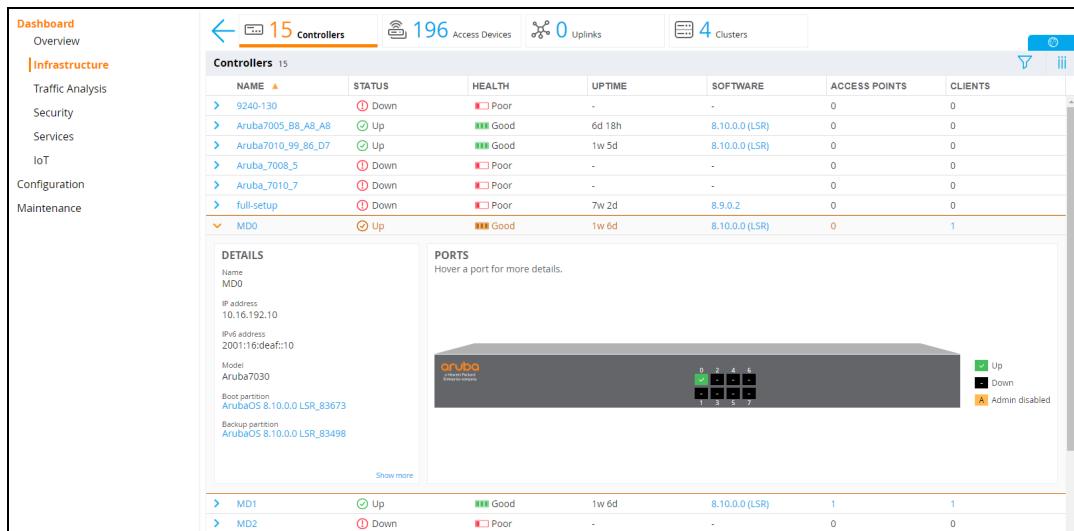 Dashboard
Overview
Infrastructure
Traffic Analysis
Security
Services
IoT
Configuration
Maintenance
15 Controllers
196 Access Devices
0 Uplinks
4 Clusters
Controllers 15
NAME STATUS HEALTH UPTIME SOFTWARE ACCESS POINTS CLIENTS
9240-130 Down Poor - - 0 0
Aruba7005_B8_A8_A8 Up Good 6d 18h 8.10.0.0 (LSR) 0 0
Aruba7010_99_86_D7 Up Good 1w 5d 8.10.0.0 (LSR) 0 0
Aruba_7008_5 Down Poor - - 0 0
Aruba_7010_7 Down Poor - - 0 0
full-setup Down Poor 7w 2d 8.9.0.2 0 0
MD0 Up Good 1w 6d 8.10.0.0 (LSR) 0 1
DETAILS
Name
MD0
IP address
10.16.192.10
IPv6 address
2001:16:deaf::10
Model
Aruba7030
Boot partition
ArubaOS 8.10.0.0 LSR_83673
Backup partition
ArubaOS 8.10.0.0 LSR_83498
Show more
PORTS
Hover a port for more details.
aruba
a Hewlett Packard
Enterprise company
0 2 4 6
- - -
- - - -
1 3 5 7
Up
- Down
A Admin disabled
MD1 Up Good 1w 6d 8.10.0.0 (LSR) 1 1
MD2 Down Poor - - 0 0